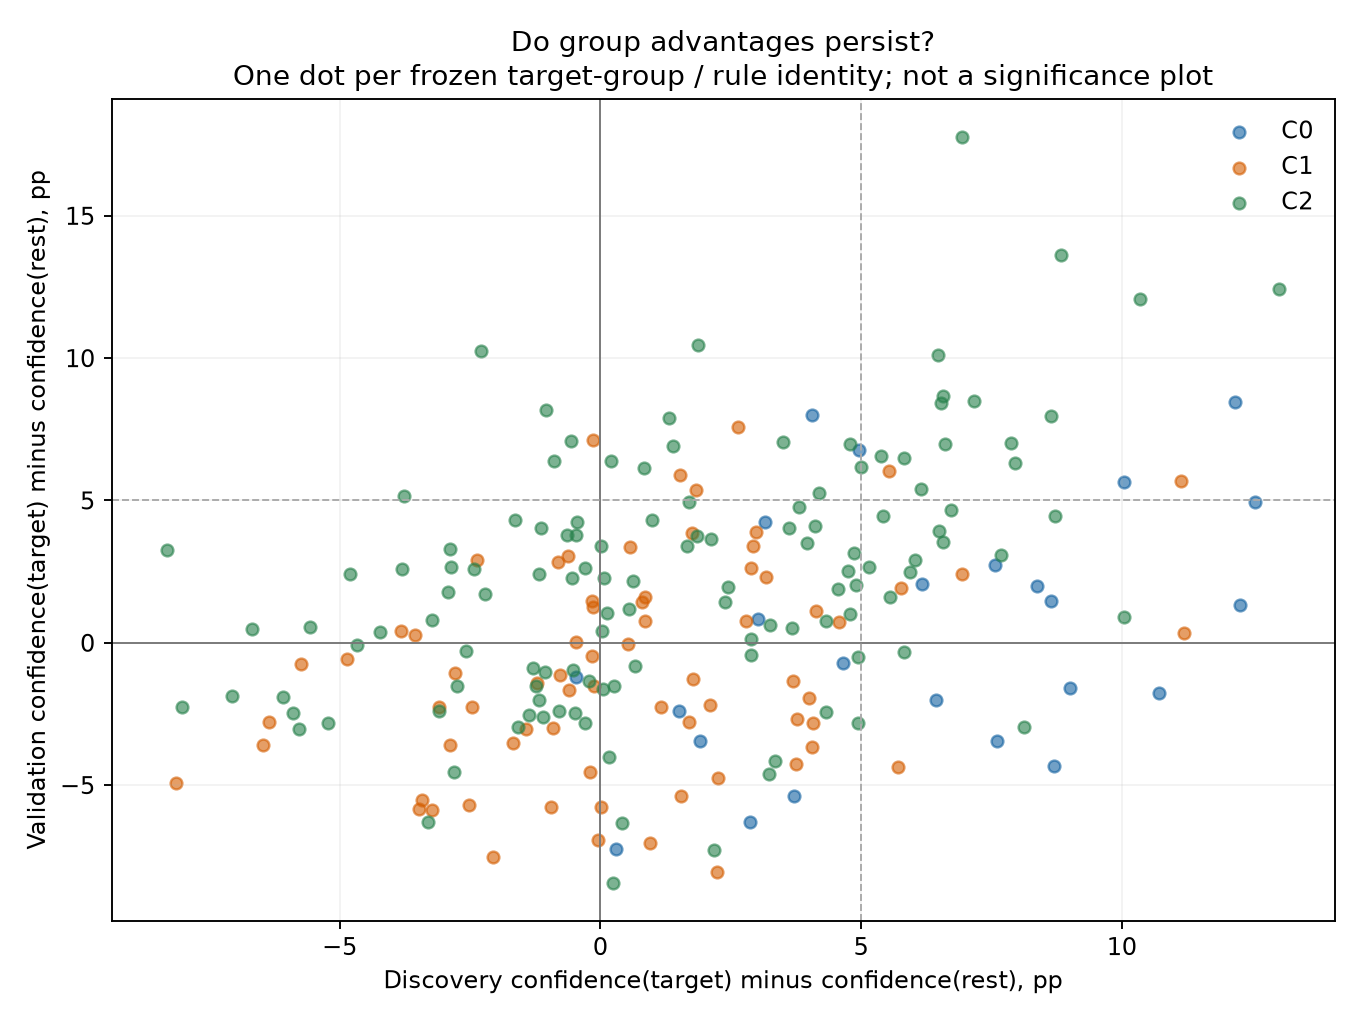 Do group advantages persist?
One dot per frozen target-group / rule identity; not a significance plot
C0
C1
C2
15
10
5
0
−5
Validation confidence(target) minus confidence(rest), pp
−5
0
5
10
Discovery confidence(target) minus confidence(rest), pp